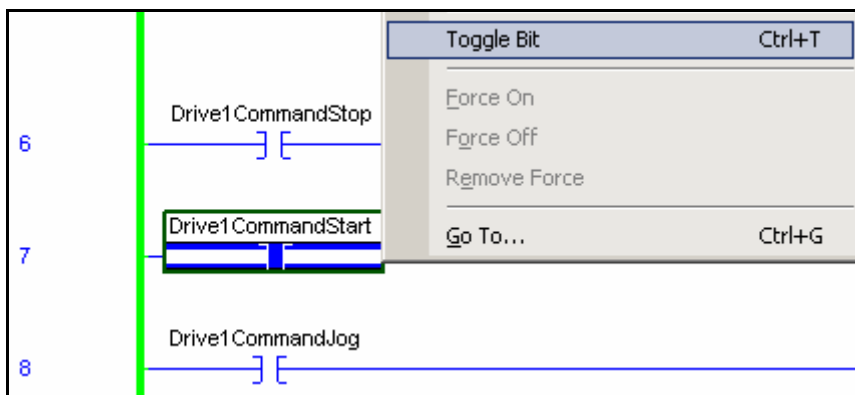 Toggle Bit Ctrl+T
Force On
Drive1CommandStop
6
Force Off
Remove Force
Drive1CommandStart
Go To... Ctrl+G
7
Drive1CommandJog
8